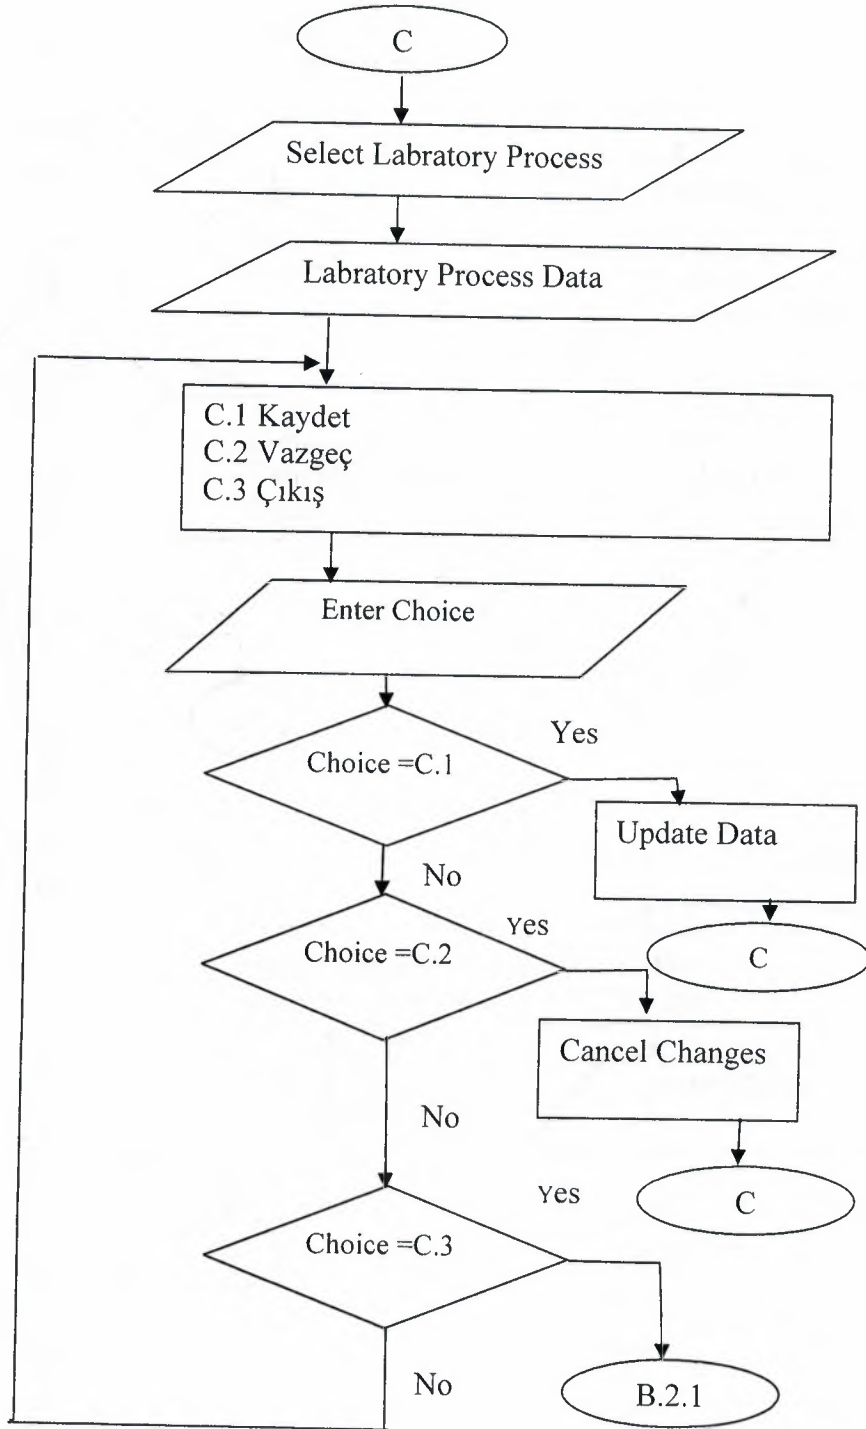 C
Select Labratory Process
Labratory Process Data
C.1 Kaydet
C.2 Vazgeç
C.3 Çıkış
Enter Choice
Choice =C.1
Yes
Update Data
No
C
Choice =C.2
Yes
Cancel Changes
No
C
Choice =C.3
Yes
No
B.2.1